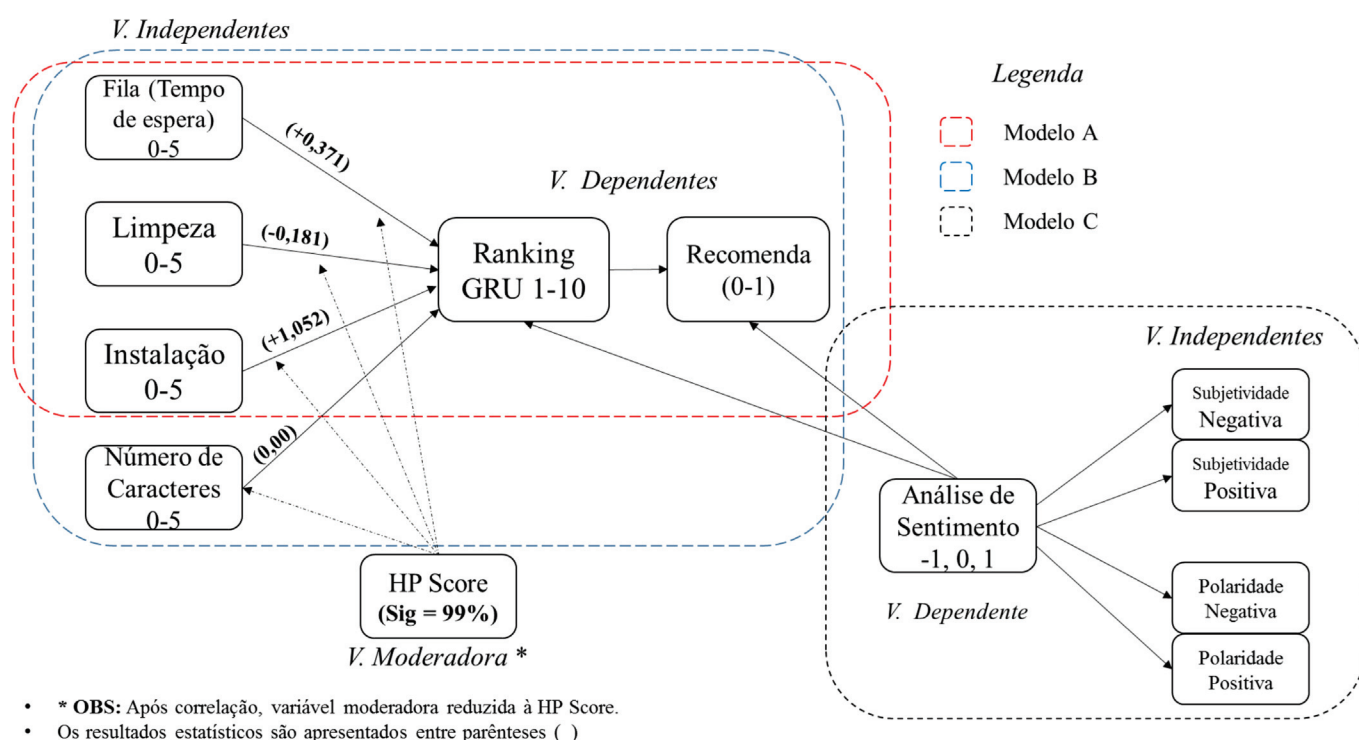 V. Independentes
Fila (Tempo
de espera)
0-5
(+0,371)
Limpeza
0-5
(-0,181)
Instalação
0-5
(+1,052)
Número de
Caracteres
0-5
(0,00)
V. Dependentes
Ranking
GRU 1-10
Recomenda
(0-1)
HP Score
(Sig = 99%)
V. Moderadora *
Legenda
Modelo A
Modelo B
Modelo C
V. Independentes
Subjetividade
Negativa
Subjetividade
Positiva
Análise de
Sentimento
-1, 0, 1
V. Dependente
Polaridade
Negativa
Polaridade
Positiva
• * OBS: Após correlação, variável moderadora reduzida à HP Score.
• Os resultados estatísticos são apresentados entre parênteses ( )